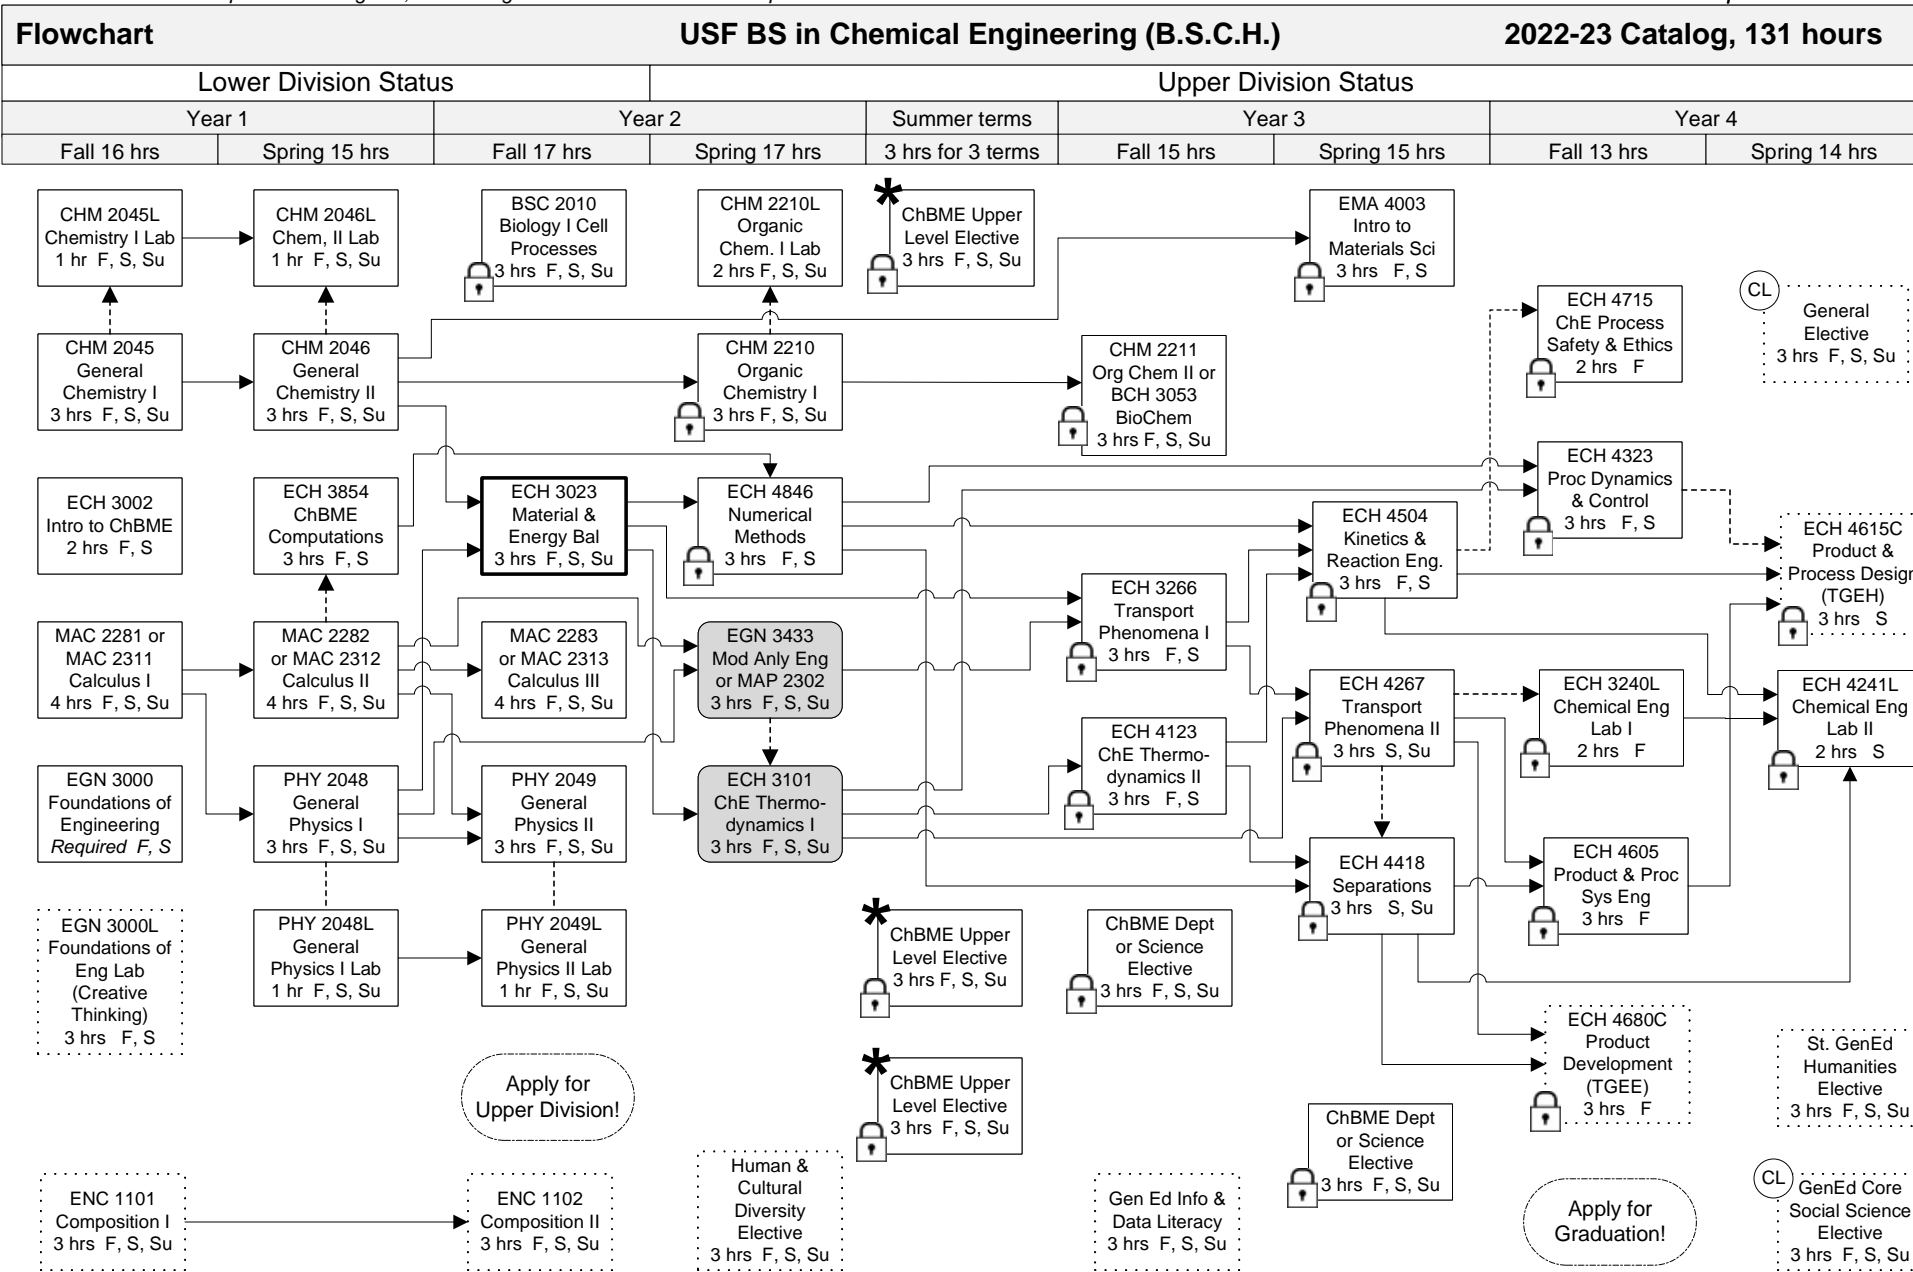 Flowchart
USF BS in Chemical Engineering (B.S.C.H.)
2022-23 Catalog, 131 hours
Lower Division Status
Upper Division Status
Year 1
Year 2
Summer terms
Year 3
Year 4
Fall 16 hrs
Spring 15 hrs
Fall 17 hrs
Spring 17 hrs
3 hrs for 3 terms
Fall 15 hrs
Spring 15 hrs
Fall 13 hrs
Spring 14 hrs
CHM 2045L
Chemistry I Lab
1 hr F, S, Su
CHM 2046L
Chem, II Lab
1 hr F, S, Su
BSC 2010
Biology I Cell
Processes
3 hrs F, S, Su
CHM 2210L
Organic
Chem. I Lab
2 hrs F, S, Su
*
ChBME Upper
Level Elective
3 hrs F, S, Su
EMA 4003
Intro to
Materials Sci
3 hrs F, S
ECH 4715
ChE Process
Safety & Ethics
2 hrs F
CL
General
Elective
3 hrs F, S, Su
CHM 2045
General
Chemistry I
3 hrs F, S, Su
CHM 2046
General
Chemistry II
3 hrs F, S, Su
CHM 2210
Organic
Chemistry I
3 hrs F, S, Su
CHM 2211
Org Chem II or
BCH 3053
BioChem
3 hrs F, S, Su
ECH 3002
Intro to ChBME
2 hrs F, S
ECH 3854
ChBME
Computations
3 hrs F, S
ECH 3023
Material &
Energy Bal
3 hrs F, S, Su
ECH 4846
Numerical
Methods
3 hrs F, S
ECH 4504
Kinetics &
Reaction Eng.
3 hrs F, S
ECH 4323
Proc Dynamics
& Control
3 hrs F, S
ECH 4615C
Product &
Process Design
(TGEH)
3 hrs S
MAC 2281 or
MAC 2311
Calculus I
4 hrs F, S, Su
MAC 2282
or MAC 2312
Calculus II
4 hrs F, S, Su
MAC 2283
or MAC 2313
Calculus III
4 hrs F, S, Su
EGN 3433
Mod Anly Eng
or MAP 2302
3 hrs F, S, Su
ECH 3266
Transport
Phenomena I
3 hrs F, S
ECH 4267
Transport
Phenomena II
3 hrs S, Su
ECH 3240L
Chemical Eng
Lab I
2 hrs F
ECH 4241L
Chemical Eng
Lab II
2 hrs S
EGN 3000
Foundations of
Engineering
Required F, S
PHY 2048
General
Physics I
3 hrs F, S, Su
PHY 2049
General
Physics II
3 hrs F, S, Su
ECH 3101
ChE Thermo-
dynamics I
3 hrs F, S, Su
ECH 4123
ChE Thermo-
dynamics II
3 hrs F, S
ECH 4418
Separations
3 hrs S, Su
ECH 4605
Product & Proc
Sys Eng
3 hrs F
EGN 3000L
Foundations of
Eng Lab
(Creative
Thinking)
3 hrs F, S
PHY 2048L
General
Physics I Lab
1 hr F, S, Su
PHY 2049L
General
Physics II Lab
1 hr F, S, Su
*
ChBME Upper
Level Elective
3 hrs F, S, Su
ChBME Dept
or Science
Elective
3 hrs F, S, Su
ECH 4680C
Product
Development
(TGEE)
3 hrs F
St. GenEd
Humanities
Elective
3 hrs F, S, Su
Apply for
Upper Division!
*
ChBME Upper
Level Elective
3 hrs F, S, Su
ChBME Dept
or Science
Elective
3 hrs F, S, Su
ENC 1101
Composition I
3 hrs F, S, Su
ENC 1102
Composition II
3 hrs F, S, Su
Human &
Cultural
Diversity
Elective
3 hrs F, S, Su
Gen Ed Info &
Data Literacy
3 hrs F, S, Su
Apply for
Graduation!
CL
GenEd Core
Social Science
Elective
3 hrs F, S, Su